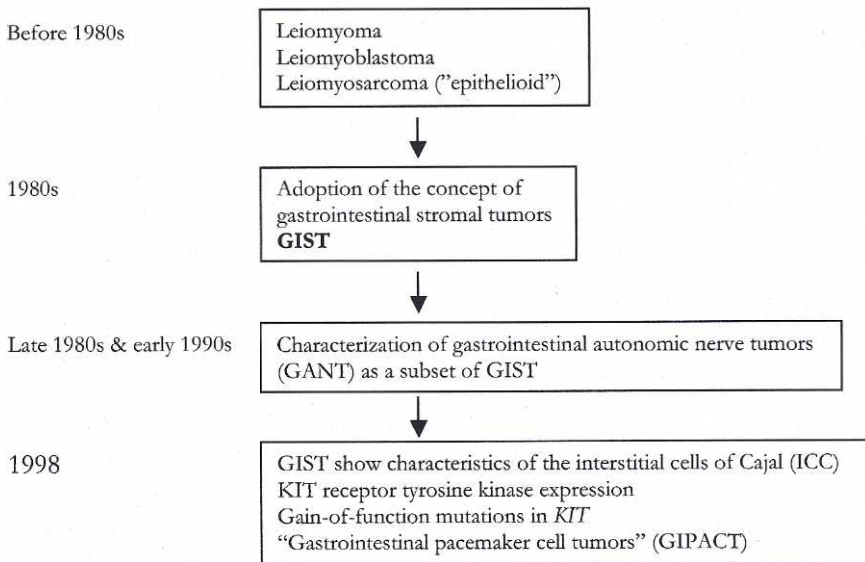 Before 1980s
Leiomyoma
Leiomyoblastoma
Leiomyosarcoma (”epithelioid”)
1980s
Adoption of the concept of
gastrointestinal stromal tumors
GIST
Late 1980s & early 1990s
Characterization of gastrointestinal autonomic nerve tumors
(GANT) as a subset of GIST
1998
GIST show characteristics of the interstitial cells of Cajal (ICC)
KIT receptor tyrosine kinase expression
Gain-of-function mutations in KIT
“Gastrointestinal pacemaker cell tumors” (GIPACT)